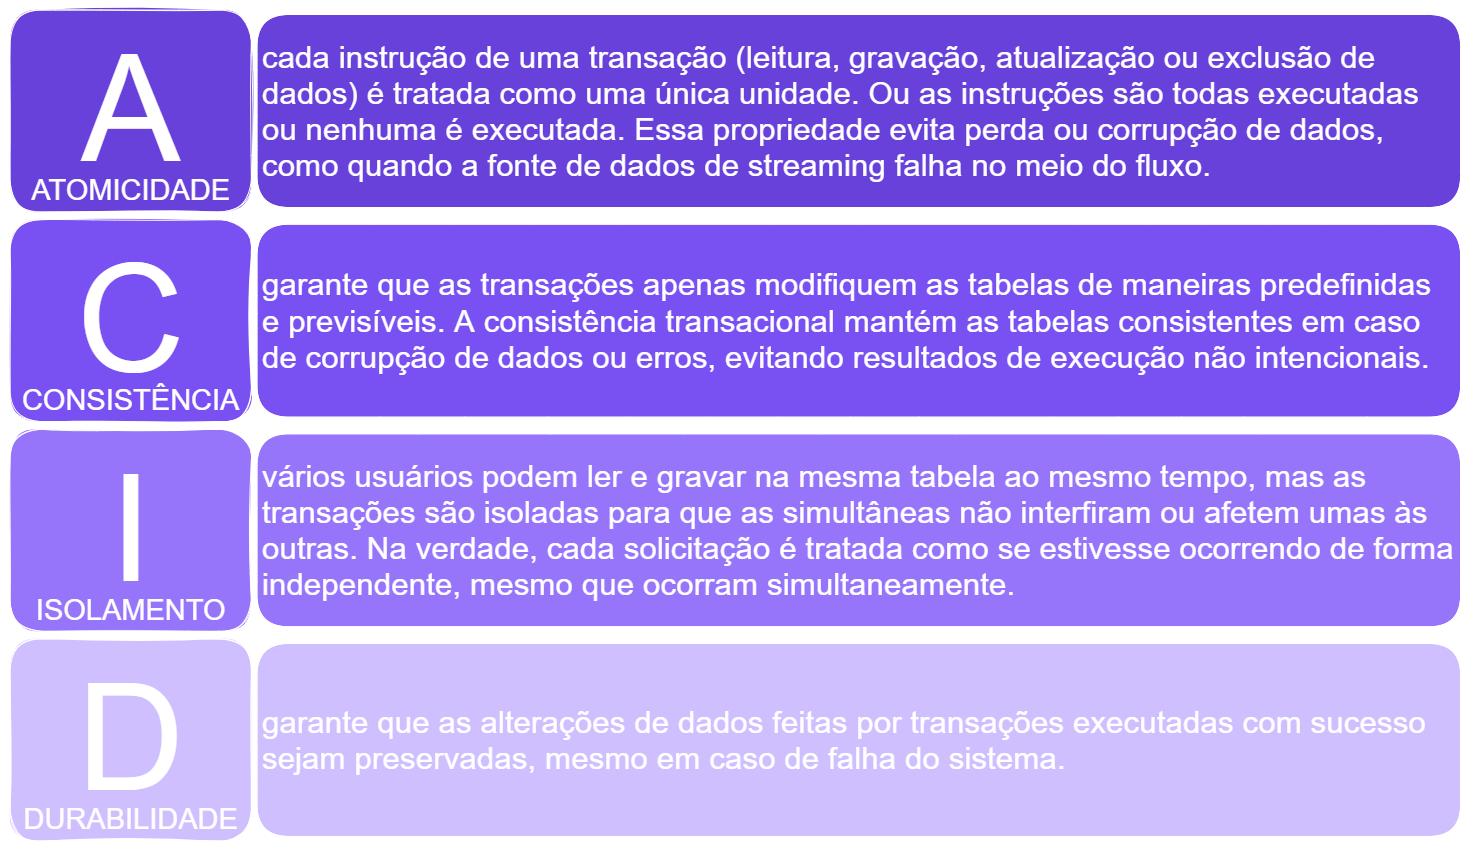 A
ATOMICIDADE
cada instrução de uma transação (leitura, gravação, atualização ou exclusão de
dados) é tratada como uma única unidade. Ou as instruções são todas executadas
ou nenhuma é executada. Essa propriedade evita perda ou corrupção de dados,
como quando a fonte de dados de streaming falha no meio do fluxo.
C
CONSISTÊNCIA
garante que as transações apenas modifiquem as tabelas de maneiras predefinidas
e previsíveis. A consistência transacional mantém as tabelas consistentes em caso
de corrupção de dados ou erros, evitando resultados de execução não intencionais.
I
ISOLAMENTO
vários usuários podem ler e gravar na mesma tabela ao mesmo tempo, mas as
transações são isoladas para que as simultâneas não interfiram ou afetem umas às
outras. Na verdade, cada solicitação é tratada como se estivesse ocorrendo de forma
independente, mesmo que ocorram simultaneamente.
D
DURABILIDADE
garante que as alterações de dados feitas por transações executadas com sucesso
sejam preservadas, mesmo em caso de falha do sistema.